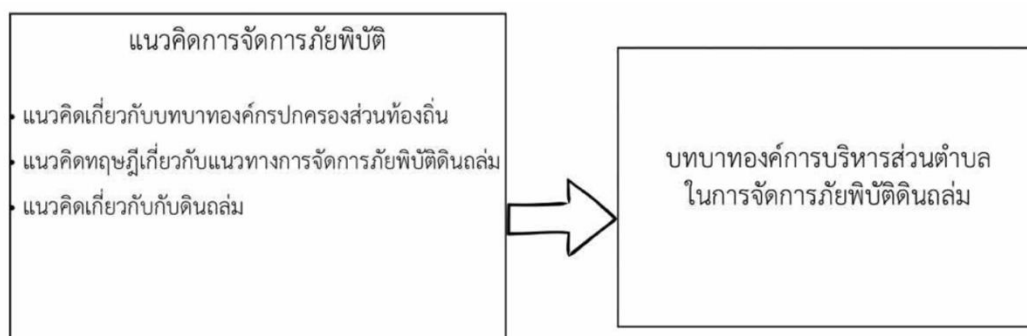 แนวคิดการจัดการภัยพิบัติ
• แนวคิดเกี่ยวกับบทบาทองค์กรปกครองส่วนท้องถิ่น
• แนวคิดทฤษฎีเกี่ยวกับแนวทางการจัดการภัยพิบัติดินถล่ม
• แนวคิดเกี่ยวกับกับดินถล่ม
บทบาทองค์การบริหารส่วนตำบล
ในการจัดการภัยพิบัติดินถล่ม